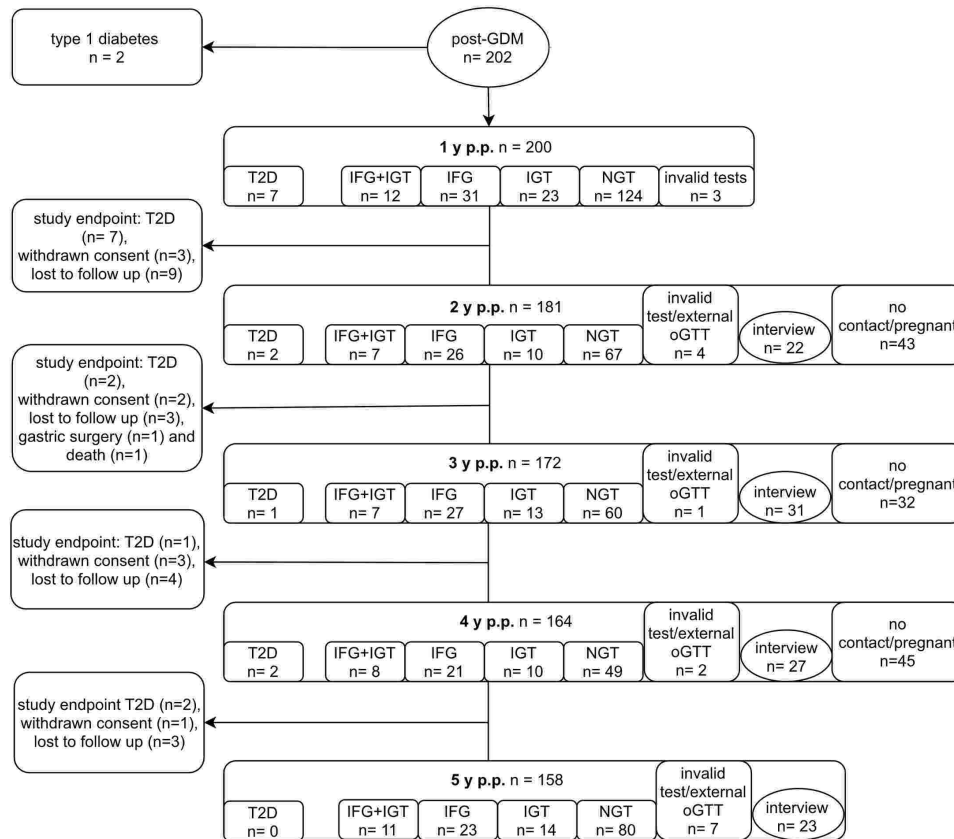 type 1 diabetes
n = 2
post-GDM
n= 202
1 y p.p. n = 200
T2D
n= 7
IFG+IGT
n= 12
IFG
n= 31
IGT
n= 23
NGT
n= 124
invalid tests
n= 3
study endpoint: T2D
(n= 7),
withdrawn consent (n=3),
lost to follow up (n=9)
2 y p.p. n = 181
T2D
n= 2
IFG+IGT
n= 7
IFG
n= 26
IGT
n= 10
NGT
n= 67
invalid
test/external
oGTT
n= 4
interview
n= 22
no
contact/pregnant
n=43
study endpoint: T2D
(n=2),
withdrawn consent (n=2),
lost to follow up (n=3),
gastric surgery (n=1) and
death (n=1)
3 y p.p. n = 172
T2D
n= 1
IFG+IGT
n= 7
IFG
n= 27
IGT
n= 13
NGT
n= 60
invalid
test/external
oGTT
n= 1
interview
n= 31
no
contact/pregnant
n=32
study endpoint: T2D (n=1),
withdrawn consent (n=3),
lost to follow up (n=4)
4 y p.p. n = 164
T2D
n= 2
IFG+IGT
n= 8
IFG
n= 21
IGT
n= 10
NGT
n= 49
invalid
test/external
oGTT
n= 2
interview
n= 27
no
contact/pregnant
n=45
study endpoint T2D (n=2),
withdrawn consent (n=1),
lost to follow up (n=3)
5 y p.p. n = 158
T2D
n= 0
IFG+IGT
n= 11
IFG
n= 23
IGT
n= 14
NGT
n= 80
invalid
test/external
oGTT
n= 7
interview
n= 23